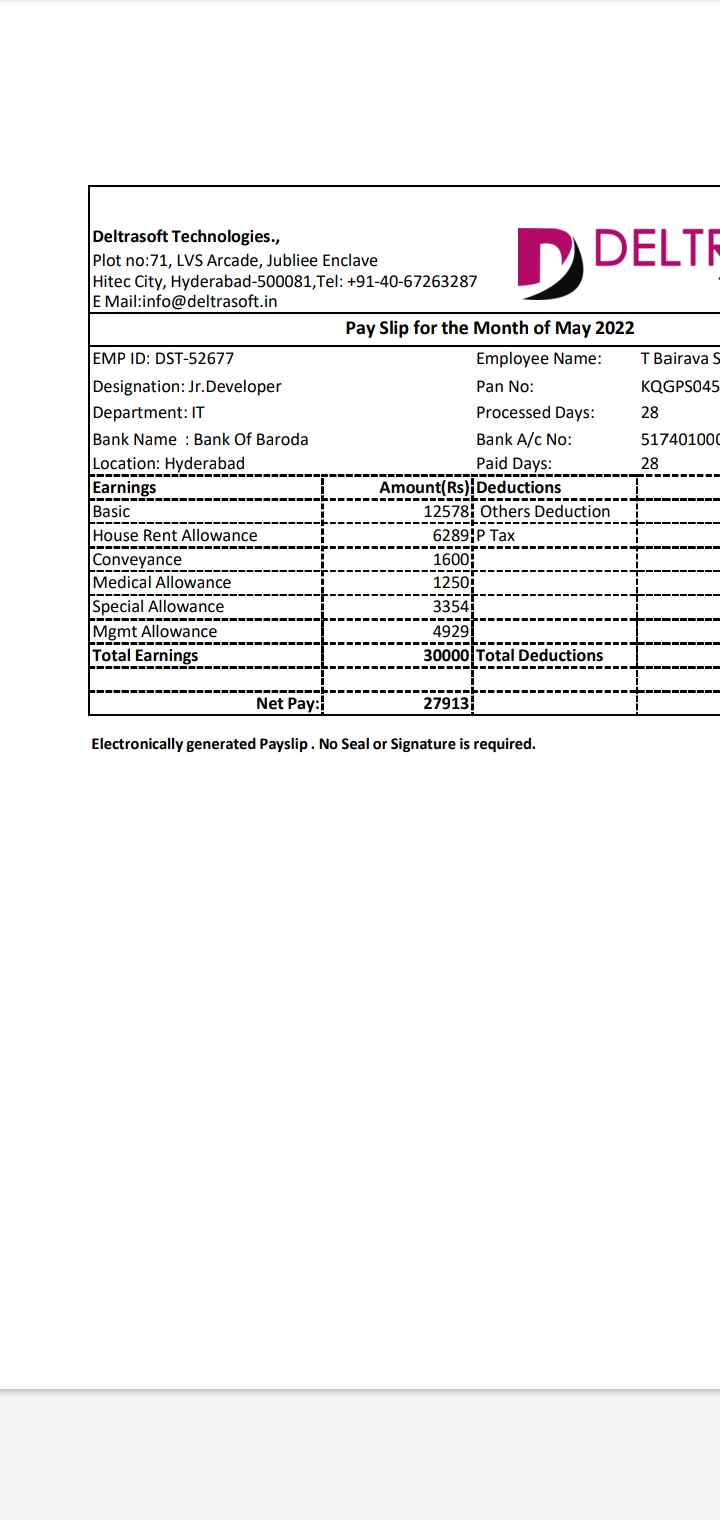 Deltrasoft Technologies.,
Plot no:71, LVS Arcade, Jubliee Enclave
Hitec City, Hyderabad-500081,Tel: +91-40-67263287
E Mail:info@deltrasoft.in
DELTR
Pay Slip for the Month of May 2022
EMP ID: DST-52677 Employee Name: T Bairava S
Designation: Jr.Developer Pan No: KQGPS045
Department: IT Processed Days: 28
Bank Name : Bank Of Baroda Bank A/c No: 51740100
Location: Hyderabad Paid Days: 28
Earnings Amount(Rs) Deductions
Basic 12578 Others Deduction
House Rent Allowance 6289 P Tax
Conveyance 1600
Medical Allowance 1250
Special Allowance 3354
Mgmt Allowance 4929
Total Earnings 30000 Total Deductions
Net Pay: 27913
Electronically generated Payslip . No Seal or Signature is required.